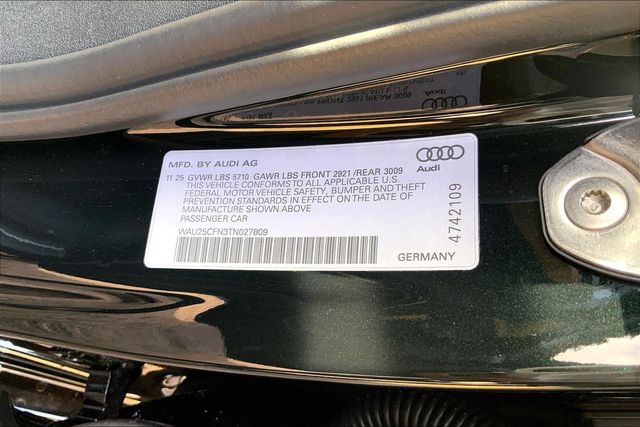 MFD. BY AUDI AG
11 25 GVWR LBS 5710 GAWR LBS FRONT 2921 /REAR 3009
THIS VEHICLE CONFORMS TO ALL APPLICABLE U.S.
FEDERAL MOTOR VEHICLE SAFETY, BUMPER AND THEFT
PREVENTION STANDARDS IN EFFECT ON THE DATE OF
MANUFACTURE SHOWN ABOVE
PASSENGER CAR
WAU25CFN3TN027809
GERMANY
Audi
4742109